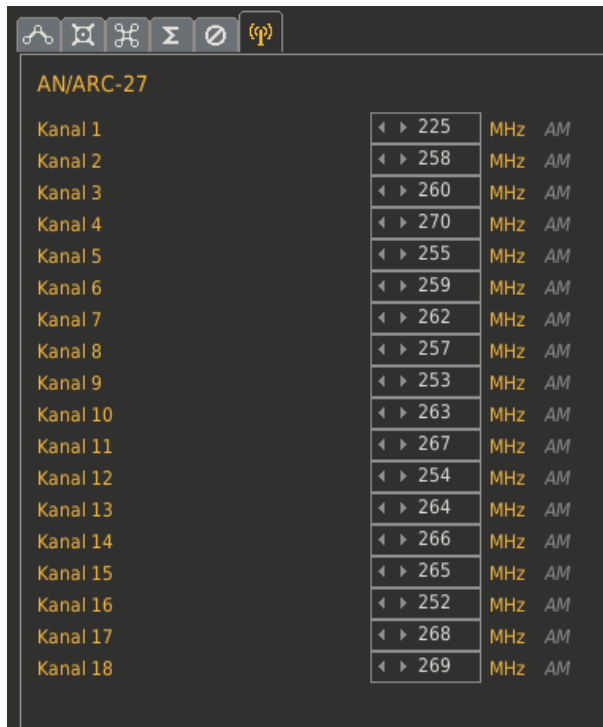 AN/ARC-27
Kanal 1 225 MHz AM
Kanal 2 258 MHz AM
Kanal 3 260 MHz AM
Kanal 4 270 MHz AM
Kanal 5 255 MHz AM
Kanal 6 259 MHz AM
Kanal 7 262 MHz AM
Kanal 8 257 MHz AM
Kanal 9 253 MHz AM
Kanal 10 263 MHz AM
Kanal 11 267 MHz AM
Kanal 12 254 MHz AM
Kanal 13 264 MHz AM
Kanal 14 266 MHz AM
Kanal 15 265 MHz AM
Kanal 16 252 MHz AM
Kanal 17 268 MHz AM
Kanal 18 269 MHz AM